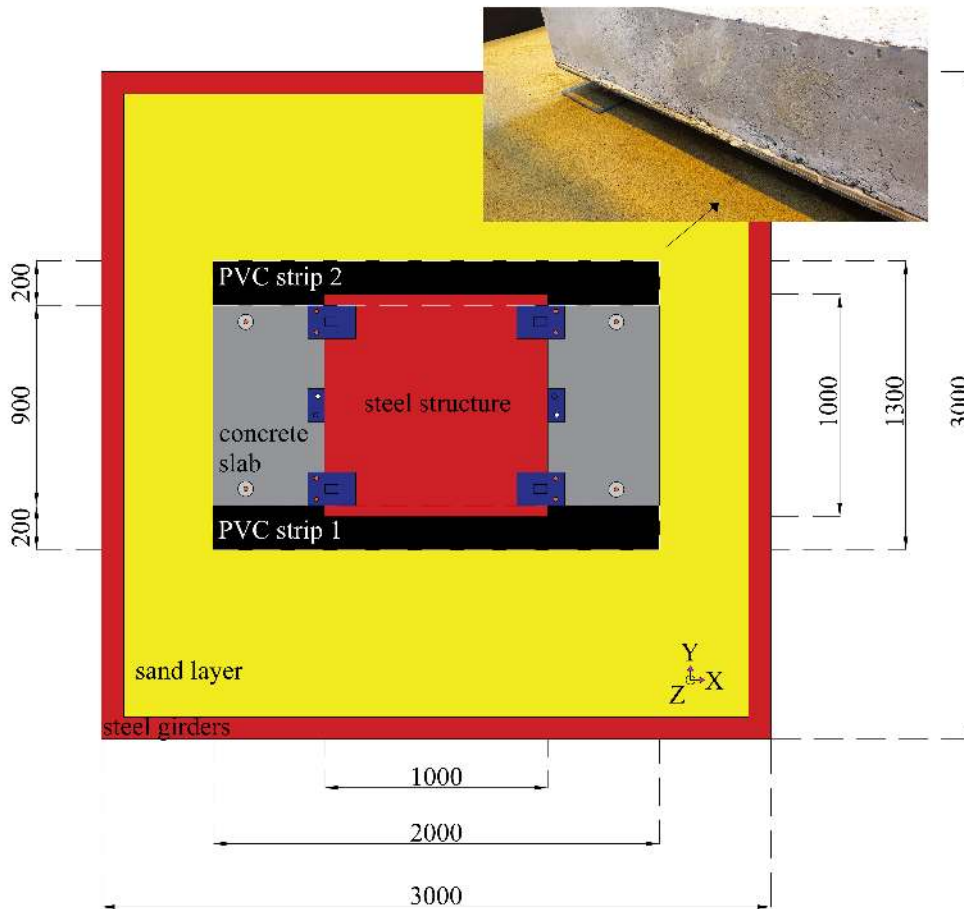 200
PVC strip 2
900
steel structure
1000
1300
3000
concrete
slab
200
PVC strip 1
sand layer
Y
Z
X
steel girders
1000
2000
3000